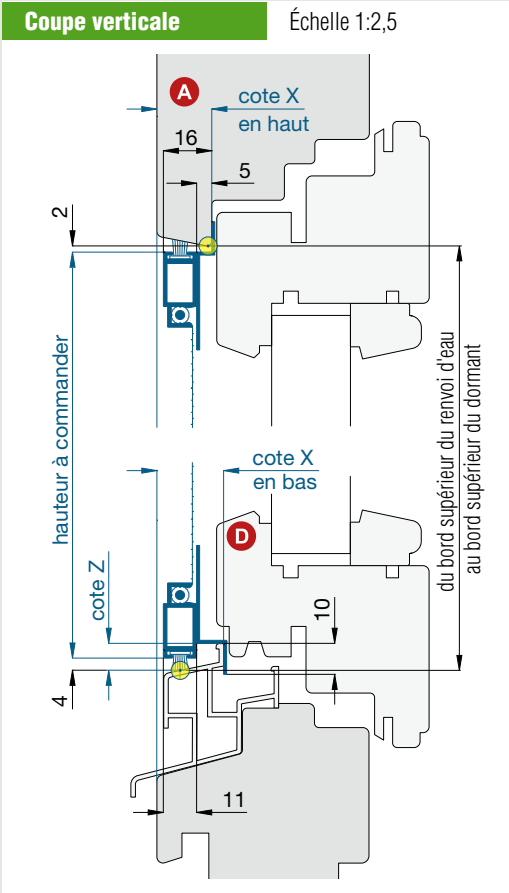 Coupe verticale
Échelle 1:2,5
A
cote X
en haut
16
5
2
hauteur à commander
du bord supérieur du renvoi d'eau
au bord supérieur du dormant
cote X
en bas
D
cote Z
10
4
11